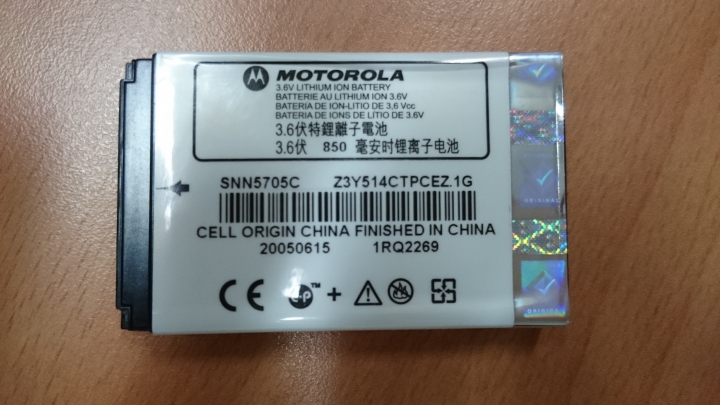 MOTOROLA
3.6V LITHIUM ION BATTERY
BATTERIE AU LITHIUM ION 3.6V
BATERIA DE ION-LITIO DE 3,6 Vcc
BATERIA DE IONS DE LITIO DE 3.6V
3.6伏特鋰離子電池
3.6伏 850 毫安时锂离子电池
SNN5705C Z3Y514CTPCEZ.1G
CELL ORIGIN CHINA FINISHED IN CHINA
20050615 1RQ2269
CE TM +
ORIGINAL